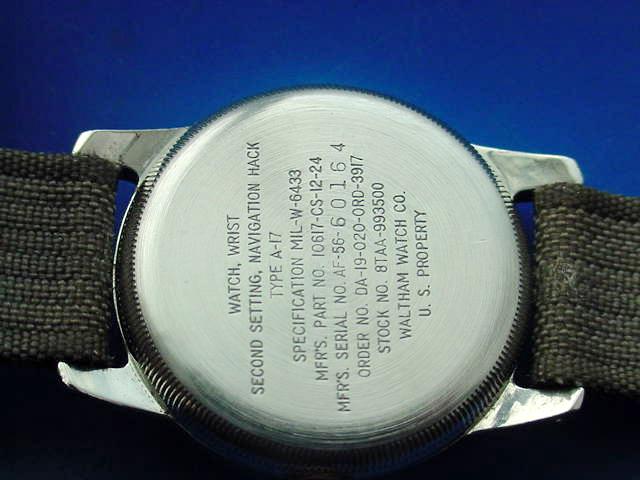 WATCH, WRIST
SECOND SETTING, NAVIGATION HACK
TYPE A-17
SPECIFICATION MIL-W-6433
MFR'S. PART NO. 10617-CS-12-24
MFR'S. SERIAL NO. AF-56-60164
ORDER NO. DA-19-020-ORD-3917
STOCK NO. 8TAA-993500
WALTHAM WATCH CO.
U. S. PROPERTY